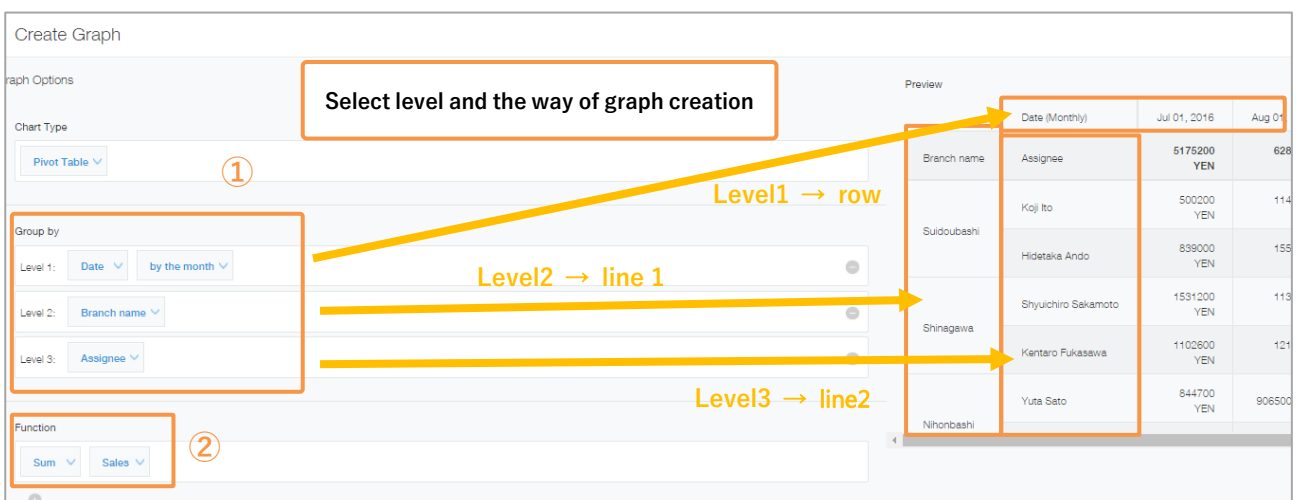 Create Graph
raph Options
Select level and the way of graph creation
Preview
Chart Type
Pivot Table
①
Date (Monthly) Jul 01, 2016 Aug 01,
Branch name Assignee 5175200 YEN 628
Level1 → row
Suidoubashi
Koji Ito 500200 YEN 114
Hidetaka Ando 839000 YEN 155
Group by
Level 1: Date by the month
Level2 → line 1
Level 2: Branch name
Level 3: Assignee
Shinagawa
Shyuichiro Sakamoto 1531200 YEN 113
Kentaro Fukasawa 1102600 YEN 121
Level3 → line2
Nihonbashi
Yuta Sato 844700 YEN 906500
Function
②
Sum Sales